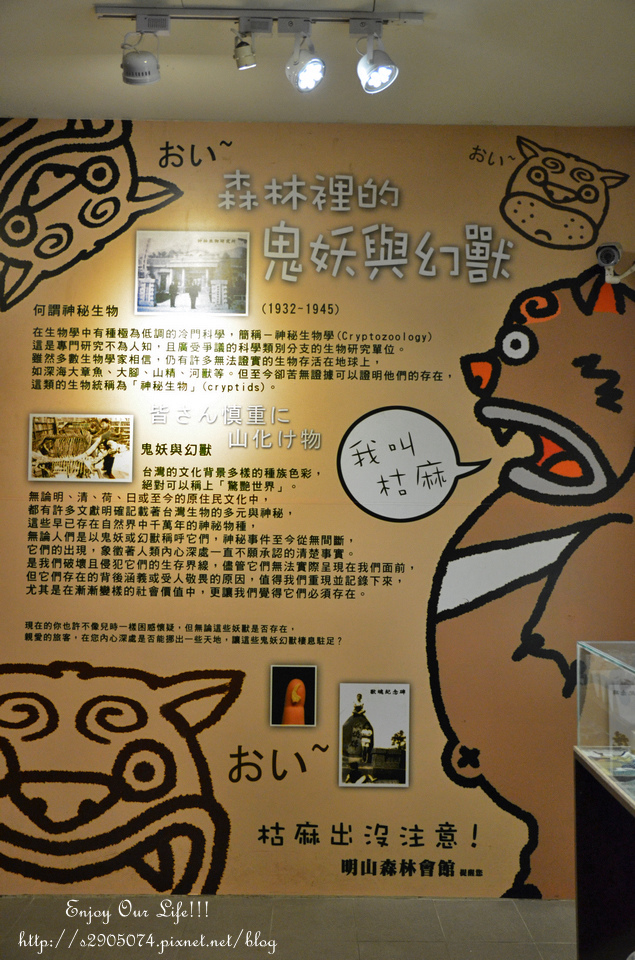 おい~
おい~
森林裡的
鬼妖與幻獸
(1932-1945)
何謂神秘生物
在生物學中有種極為低調的冷門科學，簡稱—神秘生物學(Cryptozoology)
這是專門研究不為人知，且廣受爭議的科學類別分支的生物研究單位。
雖然多數生物學家相信，仍有許多無法證實的生物存活在地球上，
如深海大章魚、大腳、山精、河獸等。但至今卻苦無證據可以證明他們的存在，
這類的生物統稱為「神秘生物」(cryptids)。
皆さん慎重に
山化け物
鬼妖與幻獸
台灣的文化背景多樣的種族色彩，
絕對可以稱上「驚艷世界」。
無論明、清、荷、日或至今的原住民文化中，
都有許多文獻明確記載著台灣生物的多元與神秘，
這些早已存在自然界中千萬年的神秘物種，
無論人們是以鬼妖或幻獸稱呼它們，神秘事件至今從無間斷，
它們的出現，象徵著人類內心深處一直不願承認的清楚事實。
是我們破壞且侵犯它們的生存界線，儘管它們無法實際呈現在我們面前，
但它們存在的背後涵義或受人敬畏的原因，值得我們重現並記錄下來，
尤其是在漸漸變樣的社會價值中，更讓我們覺得它們必須存在。
我叫
枯麻
現在的你也許不像兒時一樣困惑懷疑，但無論這些妖獸是否存在，
親愛的旅客，在您內心深處是否能挪出一些天地，讓這些鬼妖幻獸棲息駐足？
獸魂紀念碑
おい~
枯麻出沒注意！
明山森林會館
Enjoy Our Life!!!
http://s2905074.pixnet.net/blog